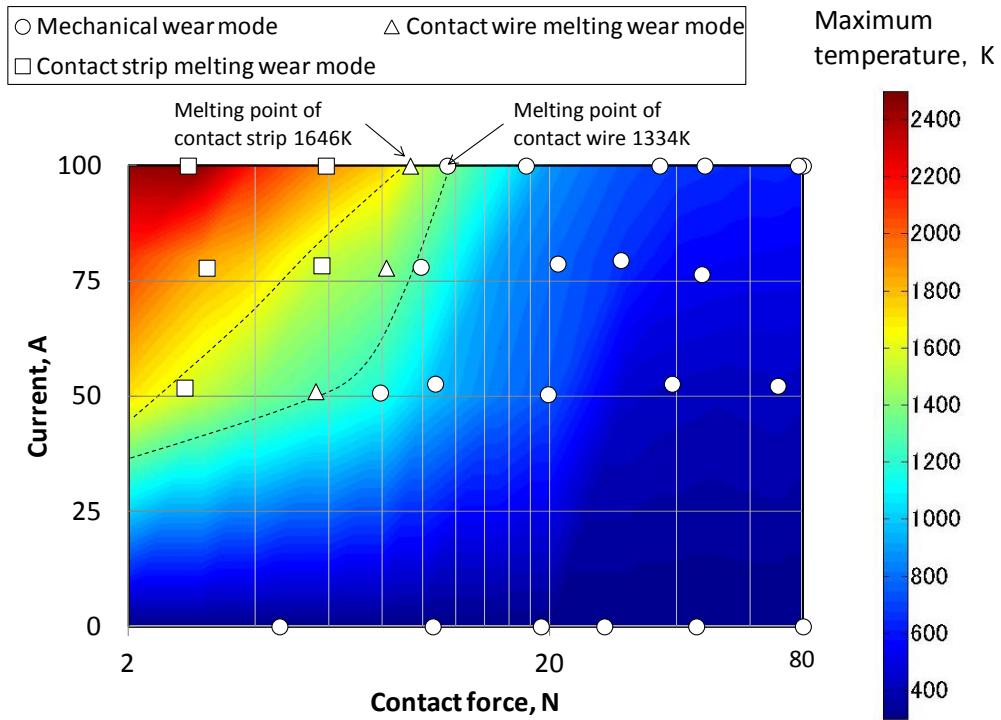 Mechanical wear mode
Contact wire melting wear mode
Contact strip melting wear mode
Maximum
temperature, K
Melting point of
contact strip 1646K
Melting point of
contact wire 1334K
100
75
50
25
0
Current, A
2
20
80
Contact force, N
2400
2200
2000
1800
1600
1400
1200
1000
800
600
400